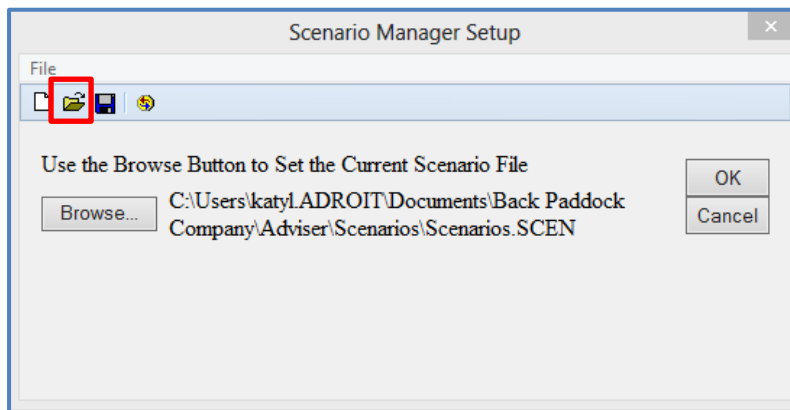 Scenario Manager Setup
File
Use the Browse Button to Set the Current Scenario File
Browse...
C:\Users\katyl.ADROIT\Documents\Back Paddock
Company\Adviser\Scenarios\Scenarios.SCEN
OK
Cancel